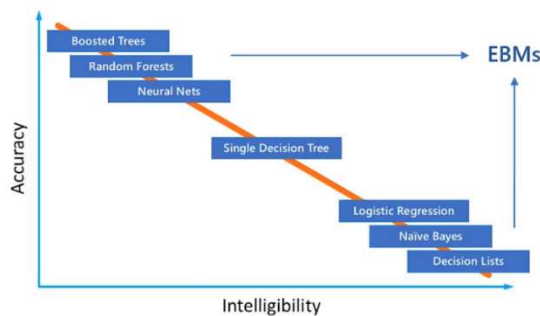 Boosted Trees
EBMs
Random Forests
Neural Nets
Single Decision Tree
Logistic Regression
Naïve Bayes
Decision Lists
Accuracy
Intelligibility